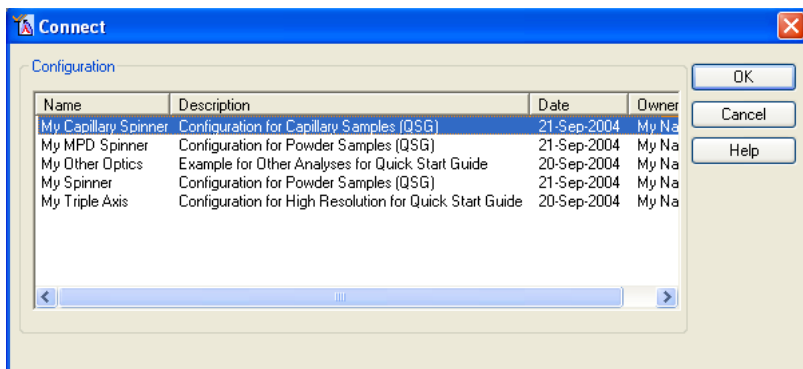 Connect
Configuration
OK
Cancel
Help
Name Description Date Owner
My Capillary Spinner Configuration for Capillary Samples (QSG) 21-Sep-2004 My Na
My MPD Spinner Configuration for Powder Samples (QSG) 21-Sep-2004 My Na
My Other Optics Example for Other Analyses for Quick Start Guide 20-Sep-2004 My Na
My Spinner Configuration for Powder Samples (QSG) 21-Sep-2004 My Na
My Triple Axis Configuration for High Resolution for Quick Start Guide 20-Sep-2004 My Na